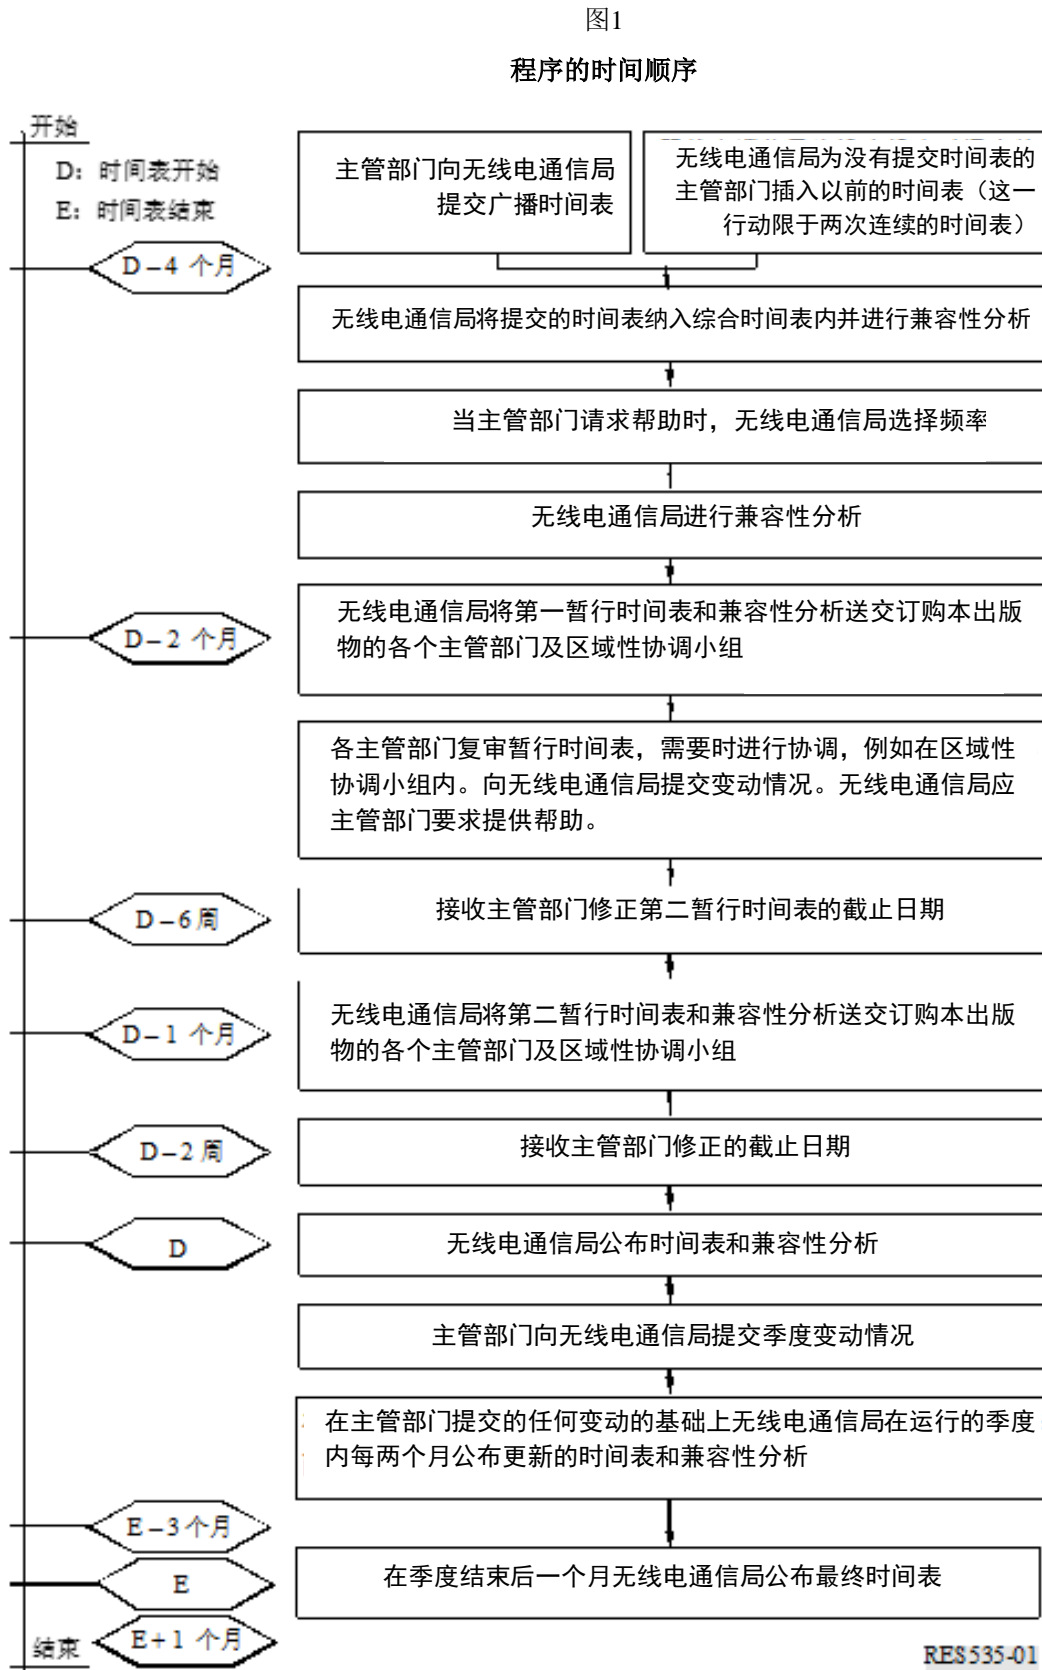 图1
程序的时间顺序
开始
D：时间表开始
E：时间表结束
主管部门向无线电通信局
提交广播时间表
无线电通信局为没有提交时间表的
主管部门插入以前的时间表（这一
行动限于两次连续的时间表）
D – 4 个月
无线电通信局将提交的时间表纳入综合时间表内并进行兼容性分析
当主管部门请求帮助时，无线电通信局选择频率
无线电通信局进行兼容性分析
D – 2 个月
无线电通信局将第一暂行时间表和兼容性分析送交订购本出版
物的各个主管部门及区域性协调小组
各主管部门复审暂行时间表，需要时进行协调，例如在区域性
协调小组内。向无线电通信局提交变动情况。无线电通信局应
主管部门要求提供帮助。
D – 6 周
接收主管部门修正第二暂行时间表的截止日期
D – 1 个月
无线电通信局将第二暂行时间表和兼容性分析送交订购本出版
物的各个主管部门及区域性协调小组
D – 2 周
接收主管部门修正的截止日期
D
无线电通信局公布时间表和兼容性分析
主管部门向无线电通信局提交季度变动情况
在主管部门提交的任何变动的基础上无线电通信局在运行的季度
内每两个月公布更新的时间表和兼容性分析
E – 3 个月
E
在季度结束后一个月无线电通信局公布最终时间表
E + 1 个月
结束
RES535-01